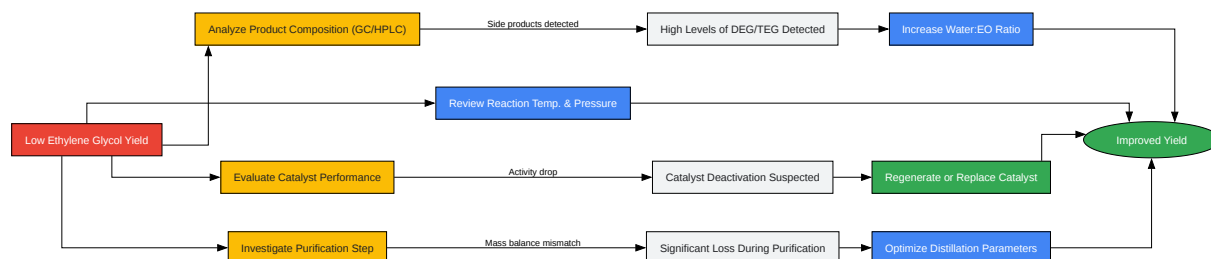 Analyze Product Composition (GC/HPLC)
Side products detected
High Levels of DEG/TEG Detected
Increase Water:EO Ratio
Review Reaction Temp. & Pressure
Low Ethylene Glycol Yield
Improved Yield
Evaluate Catalyst Performance
Activity drop
Catalyst Deactivation Suspected
Regenerate or Replace Catalyst
Investigate Purification Step
Mass balance mismatch
Significant Loss During Purification
Optimize Distillation Parameters